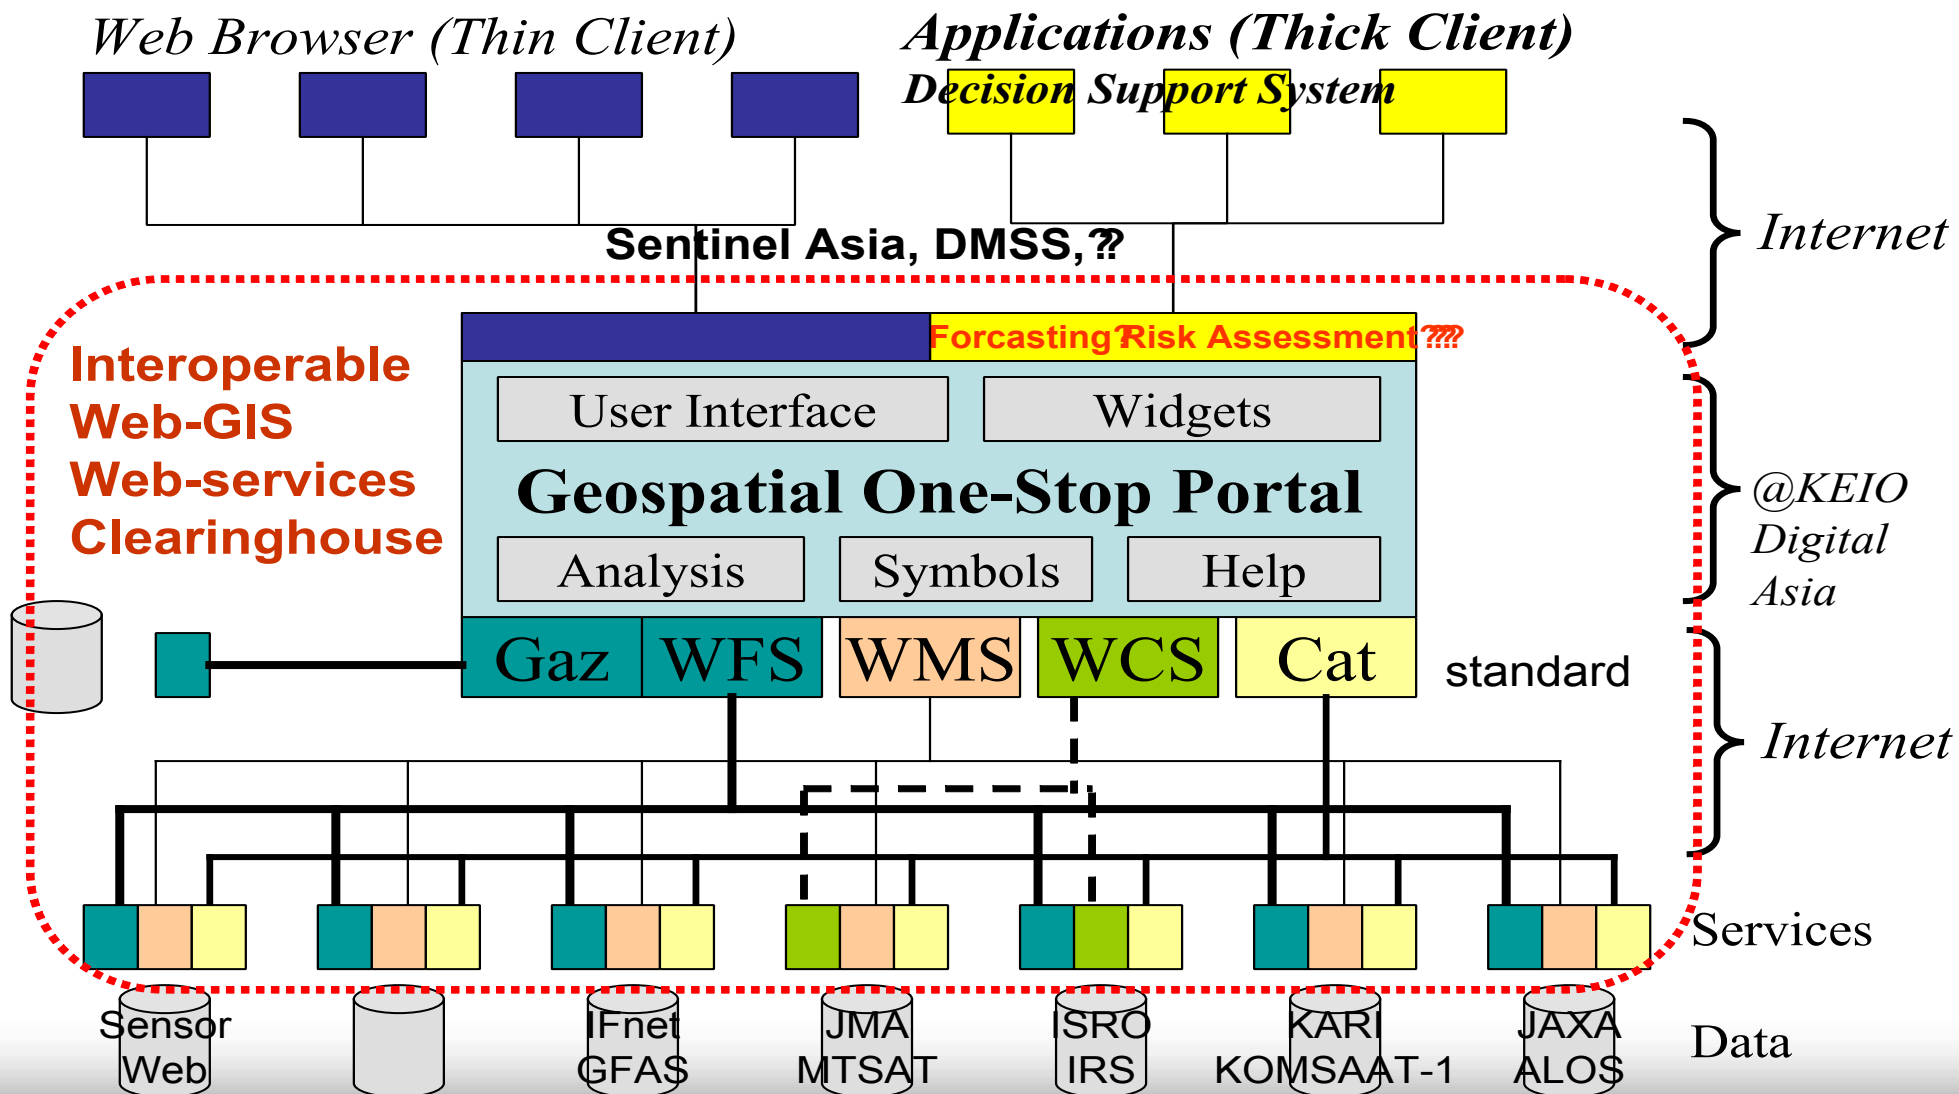 Web Browser (Thin Client)
Applications (Thick Client)
Decision Support System
Internet
Sentinel Asia, DMSS,??
Forcasting?Risk Assessment???
Interoperable
Web-GIS
Web-services
Clearinghouse
User Interface
Widgets
Geospatial One-Stop Portal
Analysis
Symbols
Help
@KEIO
Digital
Asia
Gaz
WFS
WMS
WCS
Cat
standard
Internet
Services
Sensor
Web
IFnet
GFAS
JMA
MTSAT
ISRO
IRS
KARI
KOMSAAT-1
JAXA
ALOS
Data